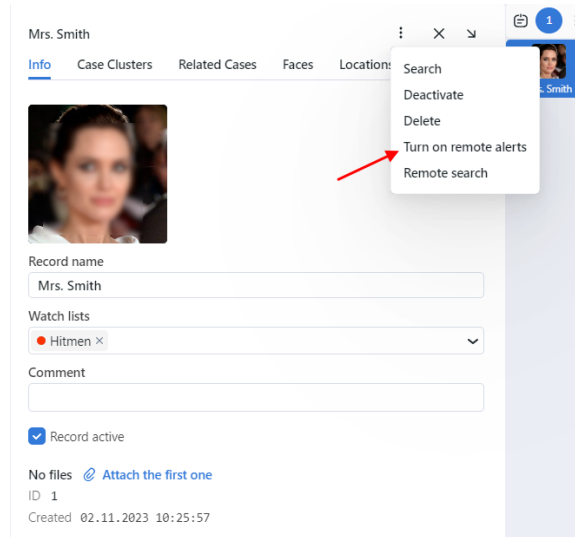 Mrs. Smith
1
Info Case Clusters Related Cases Faces Locations
Search
Deactivate
Delete
Turn on remote alerts
Remote search
Smith
Record name
Mrs. Smith
Watch lists
Hitmen ×
Comment
Record active
No files Attach the first one
ID 1
Created 02.11.2023 10:25:57